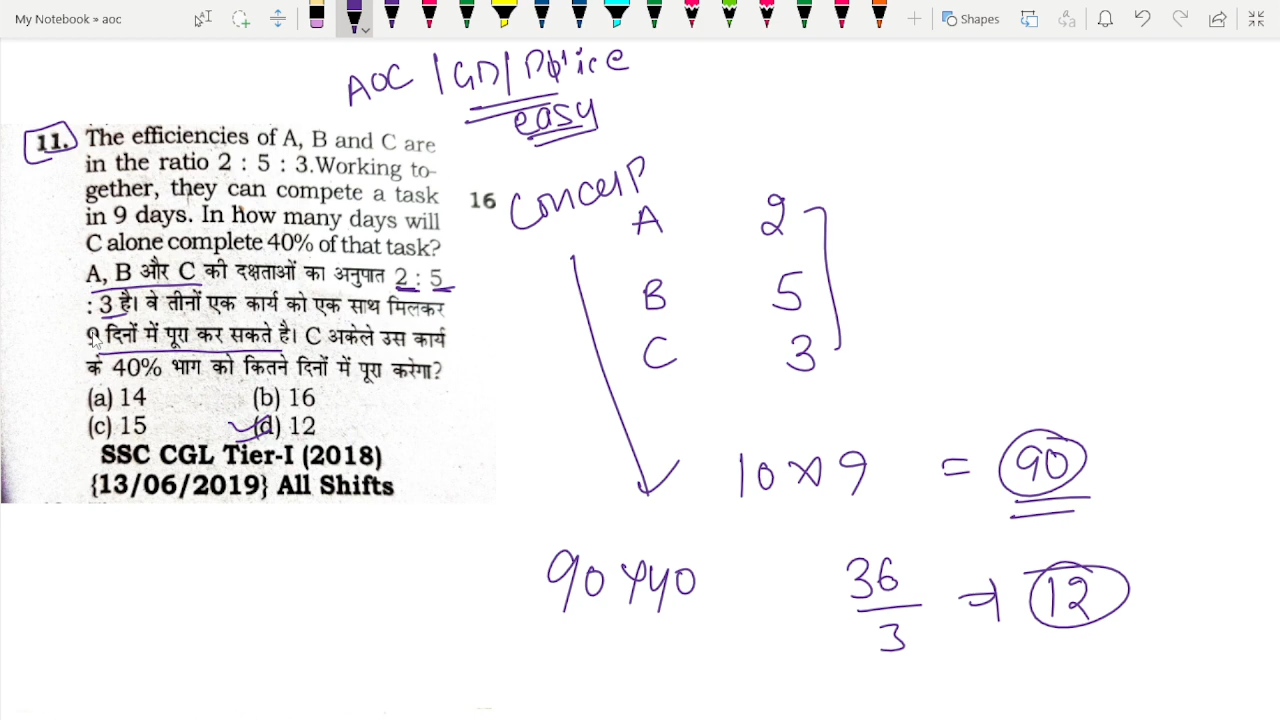 My Notebook » aoc
Shapes
AOC | GD | Police
easy
11. The efficiencies of A, B and C are
in the ratio 2 : 5 : 3.Working to-
gether, they can compete a task
in 9 days. In how many days will
C alone complete 40% of that task?
A, B और C की दक्षताओं का अनुपात 2 : 5
: 3 है। वे तीनों एक कार्य को एक साथ मिलकर
9 दिनों में पूरा कर सकते है। C अकेले उस कार्य
के 40% भाग को कितने दिनों में पूरा करेगा?
(a) 14 (b) 16
(c) 15 (d) 12
SSC CGL Tier-I (2018)
{13/06/2019} All Shifts
16
Concept
A 2
B 5
C 3
10 × 9 = 90
90 × 40
36
3
⇒ 12